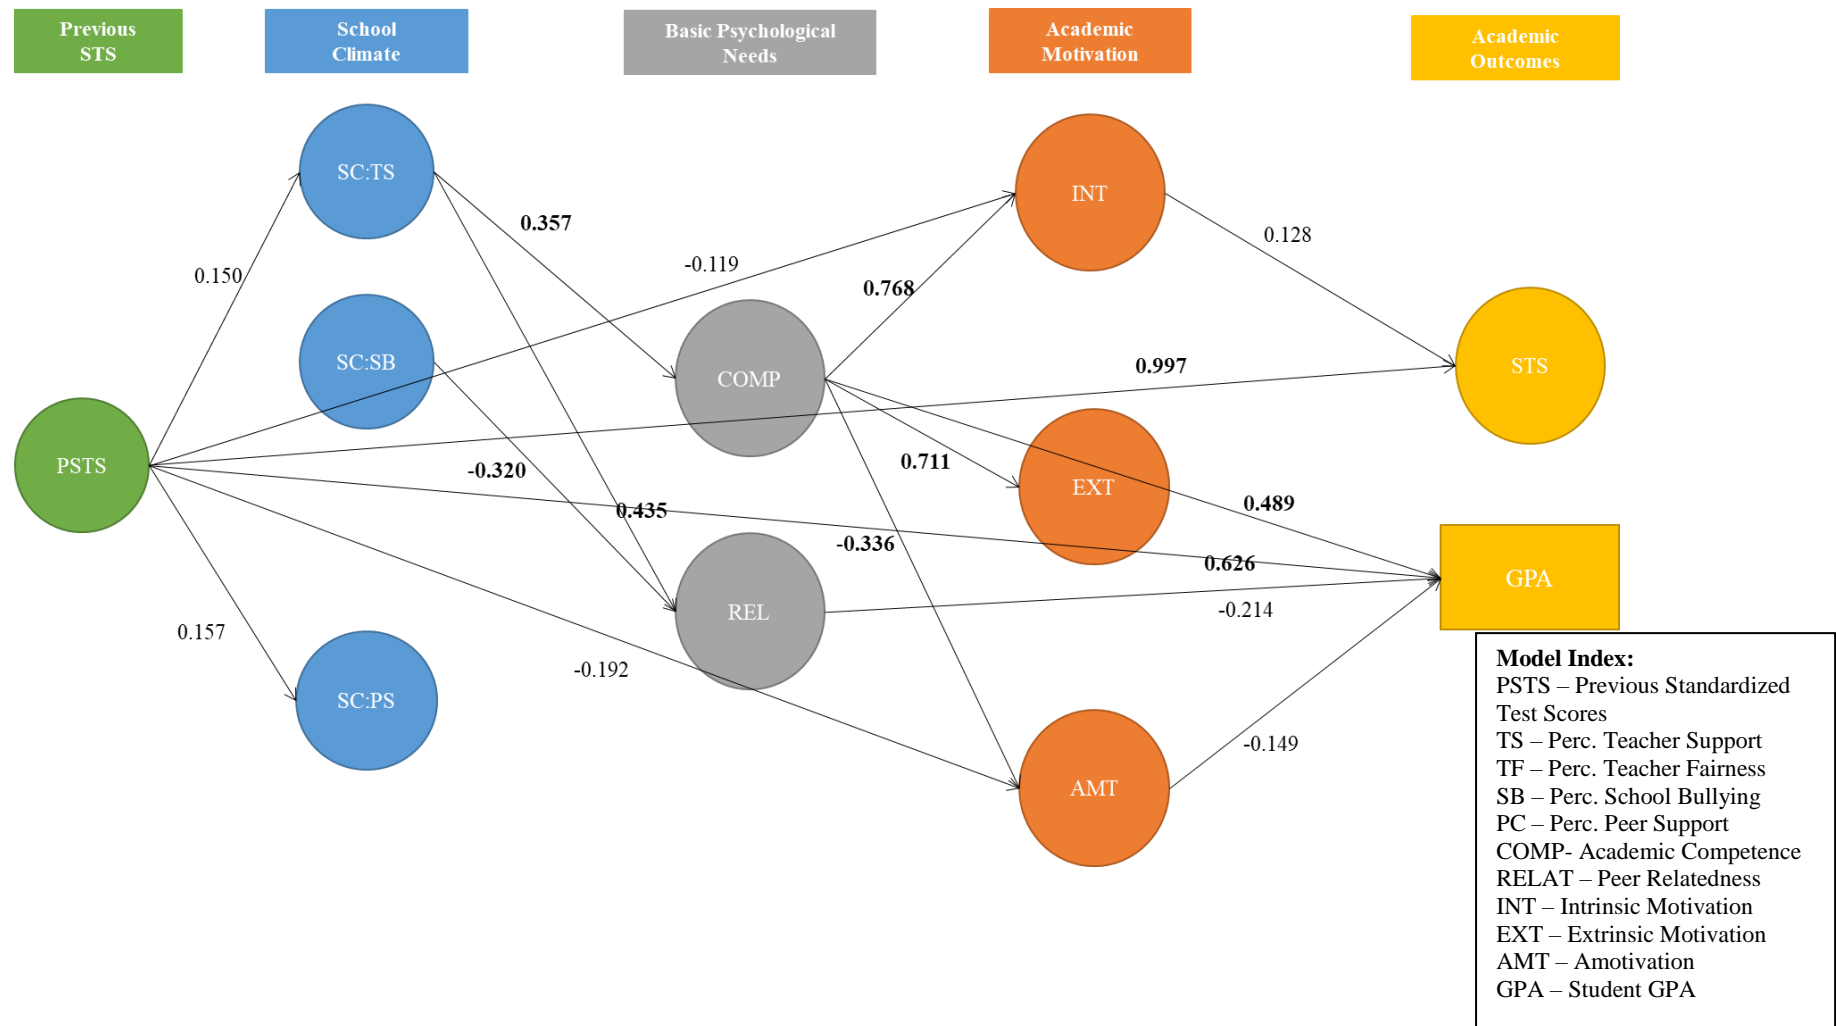 Previous
STS
School
Climate
Basic Psychological
Needs
Academic
Motivation
Academic
Outcomes
SC:TS
INT
0.357
0.128
-0.119
0.150
0.768
SC:SB
COMP
0.997
STS
PSTS
-0.320
0.711
EXT
0.489
0.435
-0.336
0.626
GPA
REL
-0.214
0.157
-0.192
SC:PS
-0.149
AMT
Model Index:
PSTS – Previous Standardized
Test Scores
TS – Perc. Teacher Support
TF – Perc. Teacher Fairness
SB – Perc. School Bullying
PC – Perc. Peer Support
COMP- Academic Competence
RELAT – Peer Relatedness
INT – Intrinsic Motivation
EXT – Extrinsic Motivation
AMT – Amotivation
GPA – Student GPA